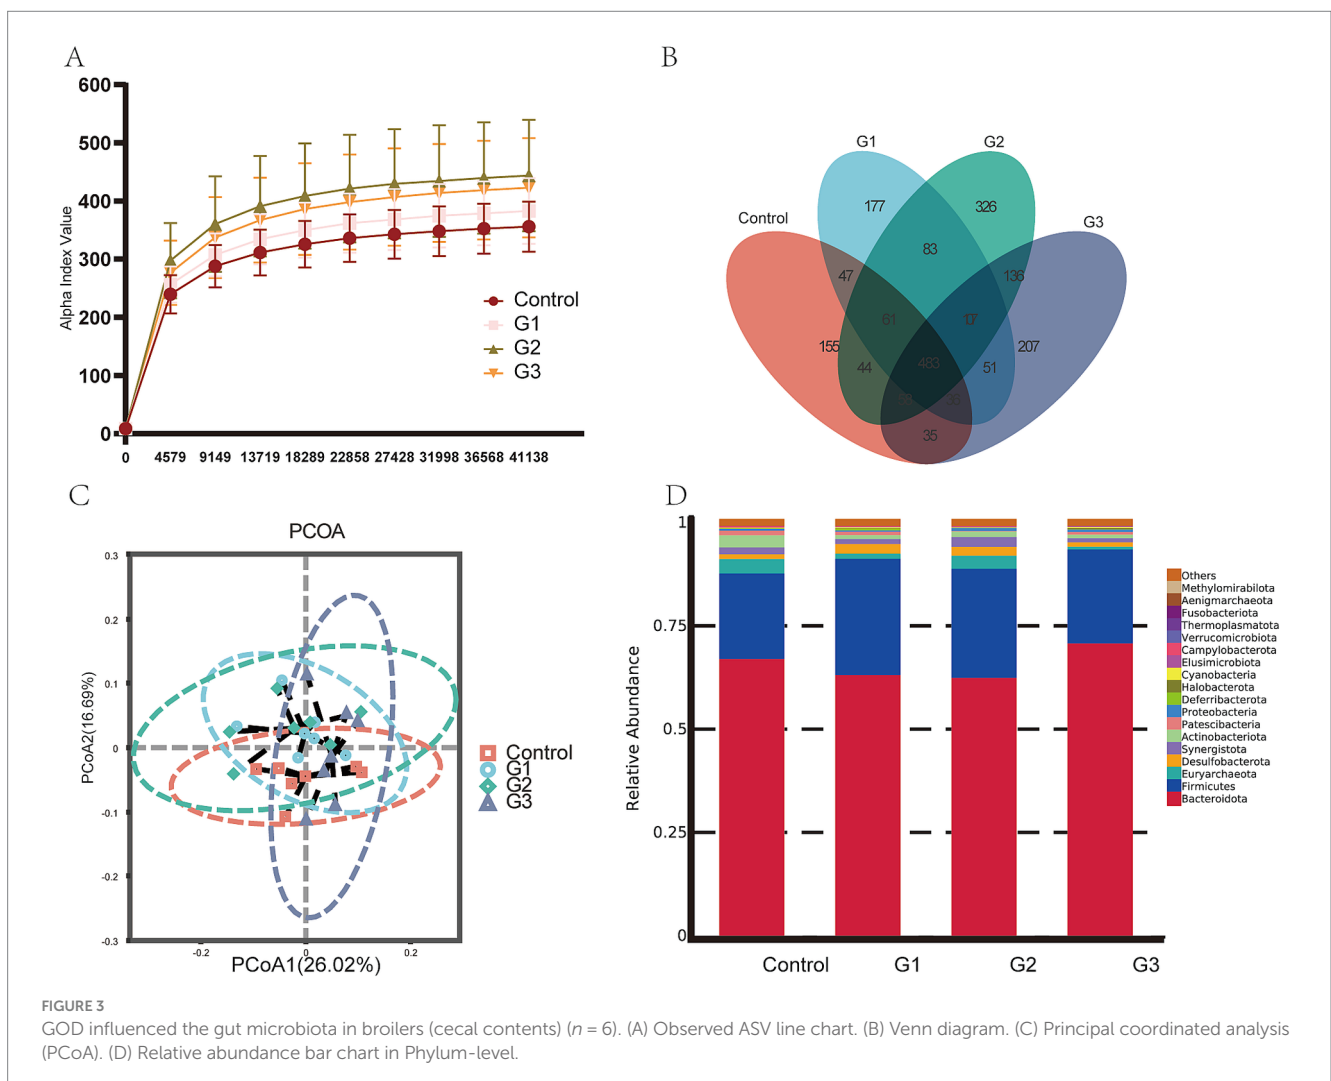 A
600
500
400
300
200
100
0
Alpha Index Value
0 4579 9149 13719 18289 22858 27428 31998 36568 41138
Control
G1
G2
G3
B
G1
G2
Control
G3
177
326
83
47
136
61
155
207
483
44
51
35
C
PCOA
0.3
0.2
0.1
0
-0.1
-0.2
-0.3
PCoA2(16.69%)
-0.2 0 0.2
PCoA1(26.02%)
Control
G1
G2
G3
D
1
0.75
0.5
0.25
0
Relative Abundance
Control G1 G2 G3
Others
Methylomirabilota
Aenigmarchaeota
Fusobacteriota
Thermoplasmatota
Verrucomicrobiota
Campylobacterota
Elusimicrobiota
Cyanobacteria
Halobacterota
Deferribacterota
Proteobacteria
Patescibacteria
Actinobacteriota
Synergistota
Desulfobacterota
Euryarchaeota
Firmicutes
Bacteroidota
FIGURE 3
GOD influenced the gut microbiota in broilers (cecal contents) (n = 6). (A) Observed ASV line chart. (B) Venn diagram. (C) Principal coordinated analysis
(PCoA). (D) Relative abundance bar chart in Phylum-level.